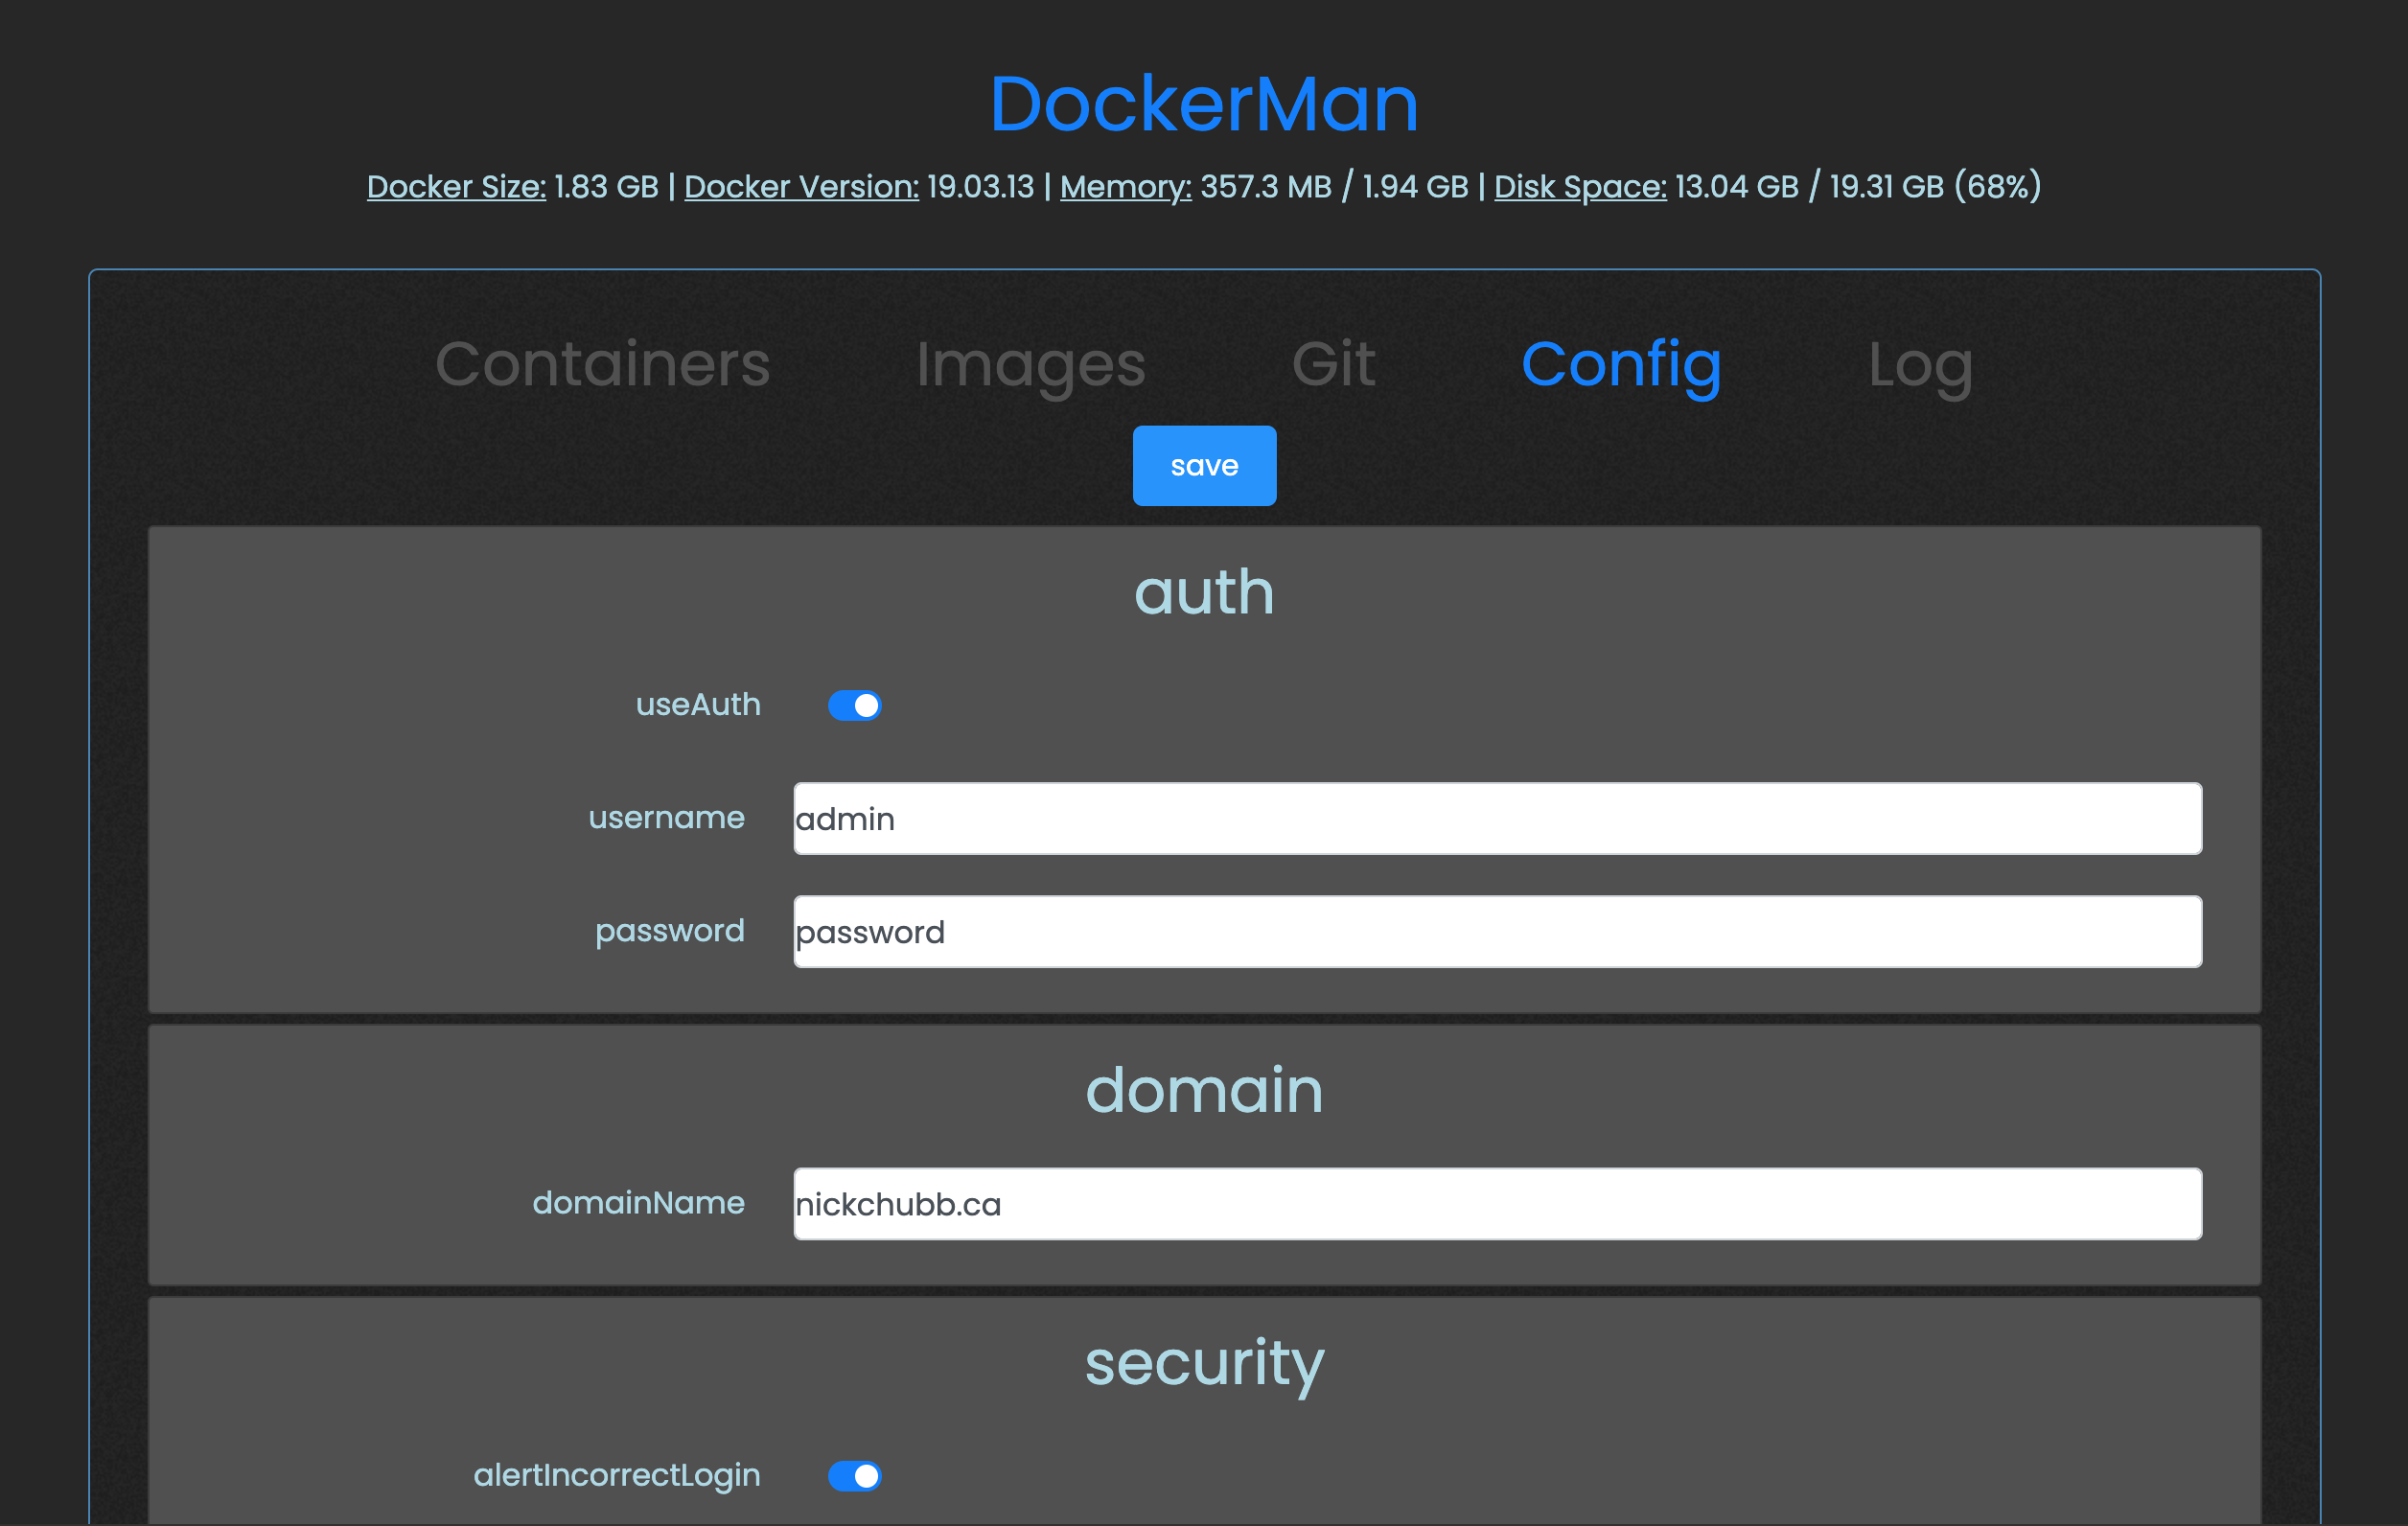 DockerMan
Docker Size: 1.83 GB | Docker Version: 19.03.13 | Memory: 357.3 MB / 1.94 GB | Disk Space: 13.04 GB / 19.31 GB (68%)
Containers Images Git Config Log
save
auth
useAuth
username admin
password password
domain
domainName nickchubb.ca
security
alertIncorrectLogin